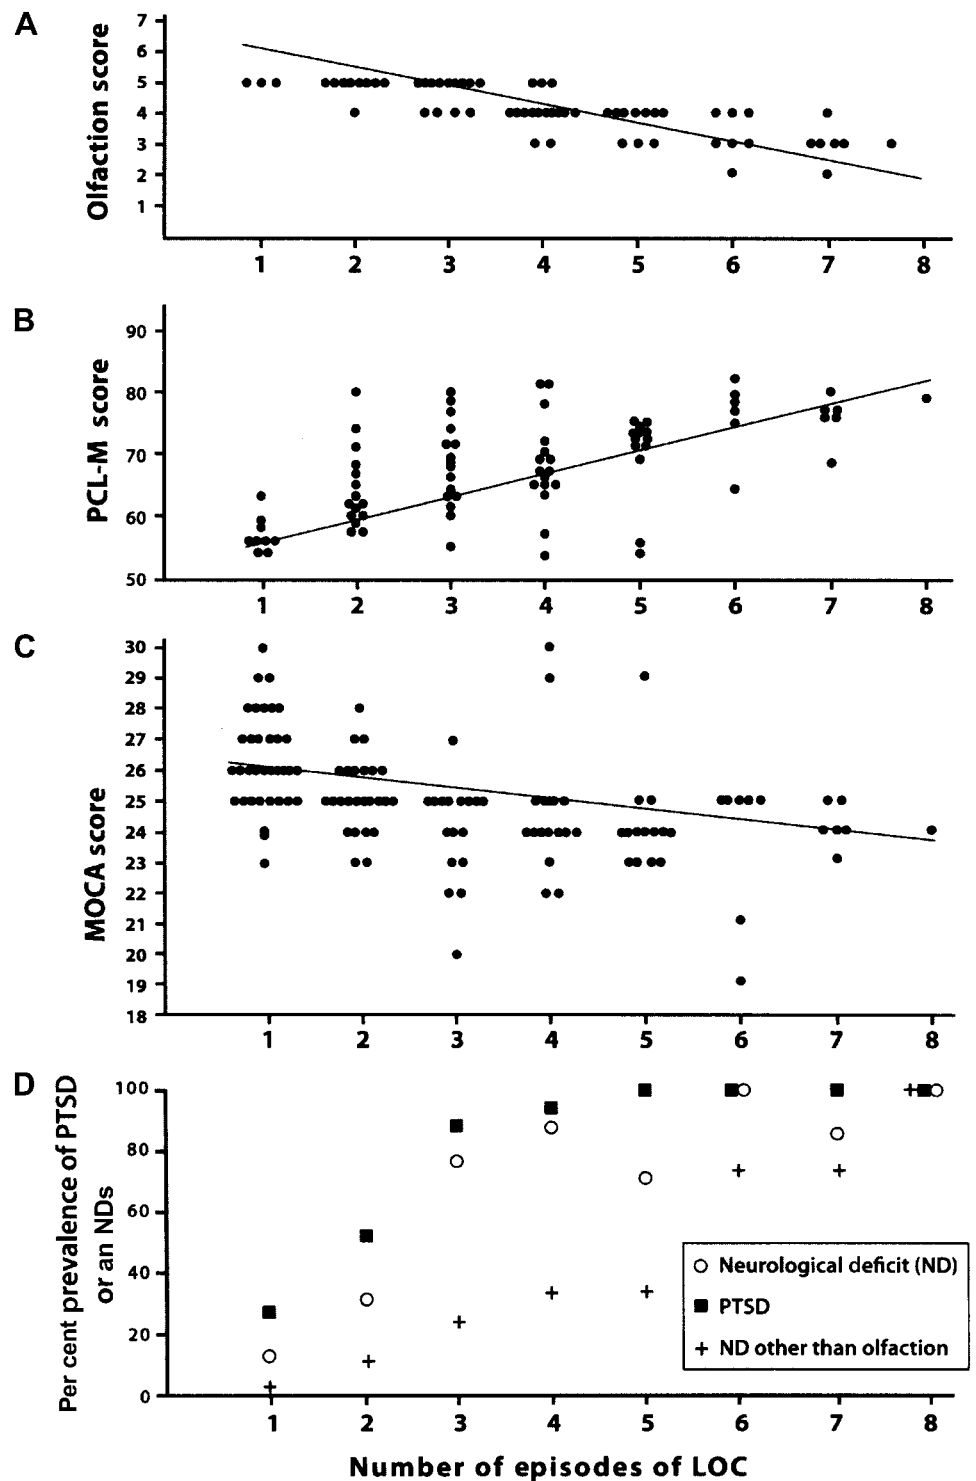 A
Olfaction score
7
6
5
4
3
2
1
1 2 3 4 5 6 7 8
B
PCL-M score
90
80
70
60
50
1 2 3 4 5 6 7 8
C
MOCA score
30
29
28
27
26
25
24
23
22
21
20
19
18
1 2 3 4 5 6 7 8
D
Per cent prevalence of PTSD
or an NDs
100
80
60
40
20
0
Neurological deficit (ND)
PTSD
ND other than olfaction
1 2 3 4 5 6 7 8
Number of episodes of LOC